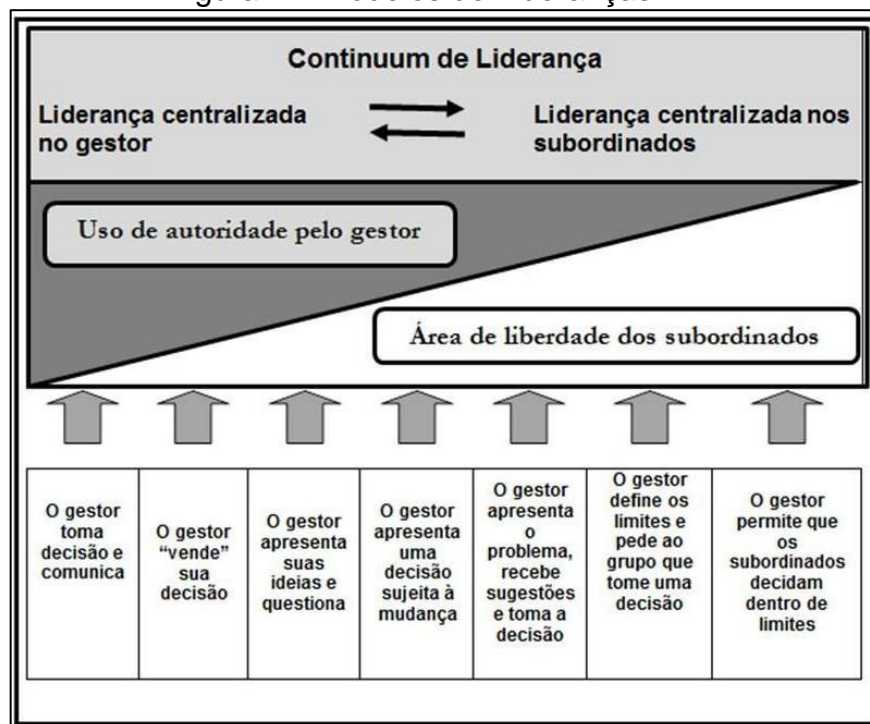 Continuum de Liderança
Liderança centralizada
no gestor
Liderança centralizada nos
subordinados
Uso de autoridade pelo gestor
Área de liberdade dos subordinados
O gestor
toma
decisão e
comunica
O gestor
“vende”
sua
decisão
O gestor
apresenta
suas
ideias e
questiona
O gestor
apresenta
uma
decisão
sujeita à
mudança
O gestor
apresenta
o
problema,
recebe
sugestões
e toma a
decisão
O gestor
define os
limites e
pede ao
grupo que
tome uma
decisão
O gestor
permite que
os
subordinados
decidam
dentro de
limites